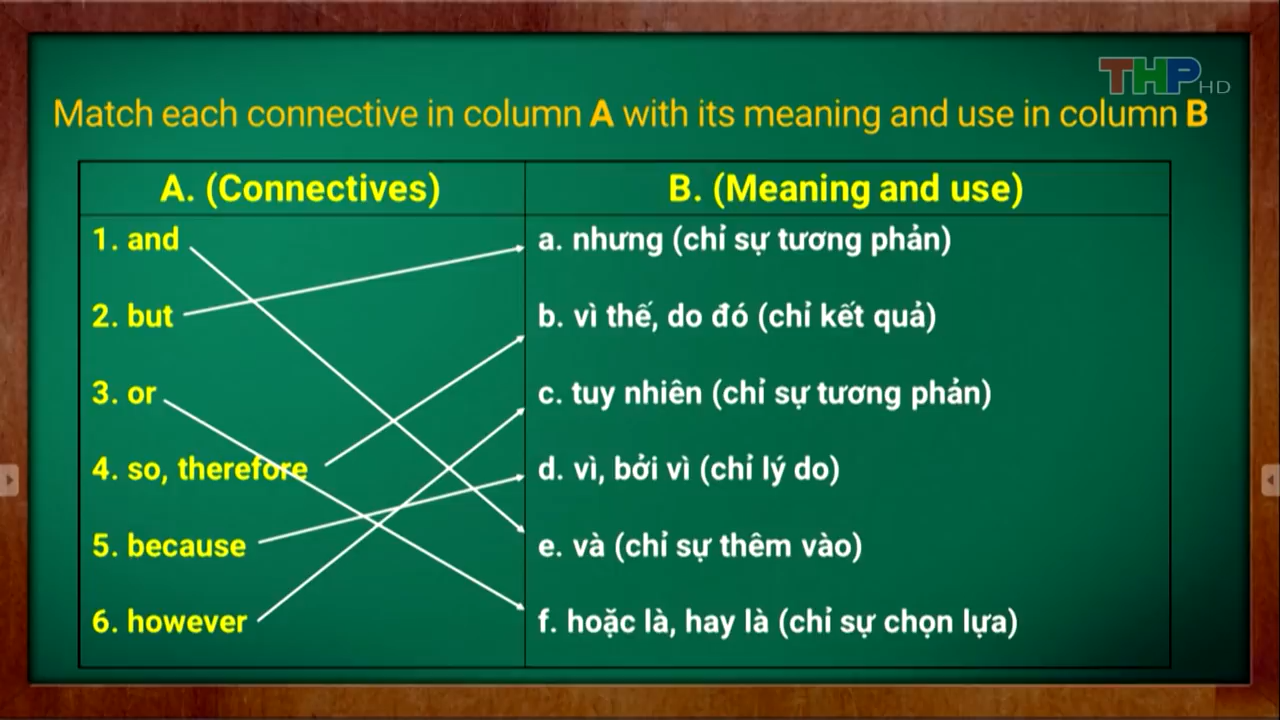 THP HD
Match each connective in column A with its meaning and use in column B
A. (Connectives)
B. (Meaning and use)
1. and
a. nhưng (chỉ sự tương phản)
2. but
b. vì thế, do đó (chỉ kết quả)
3. or
c. tuy nhiên (chỉ sự tương phản)
4. so, therefore
d. vì, bởi vì (chỉ lý do)
5. because
e. và (chỉ sự thêm vào)
6. however
f. hoặc là, hay là (chỉ sự chọn lựa)